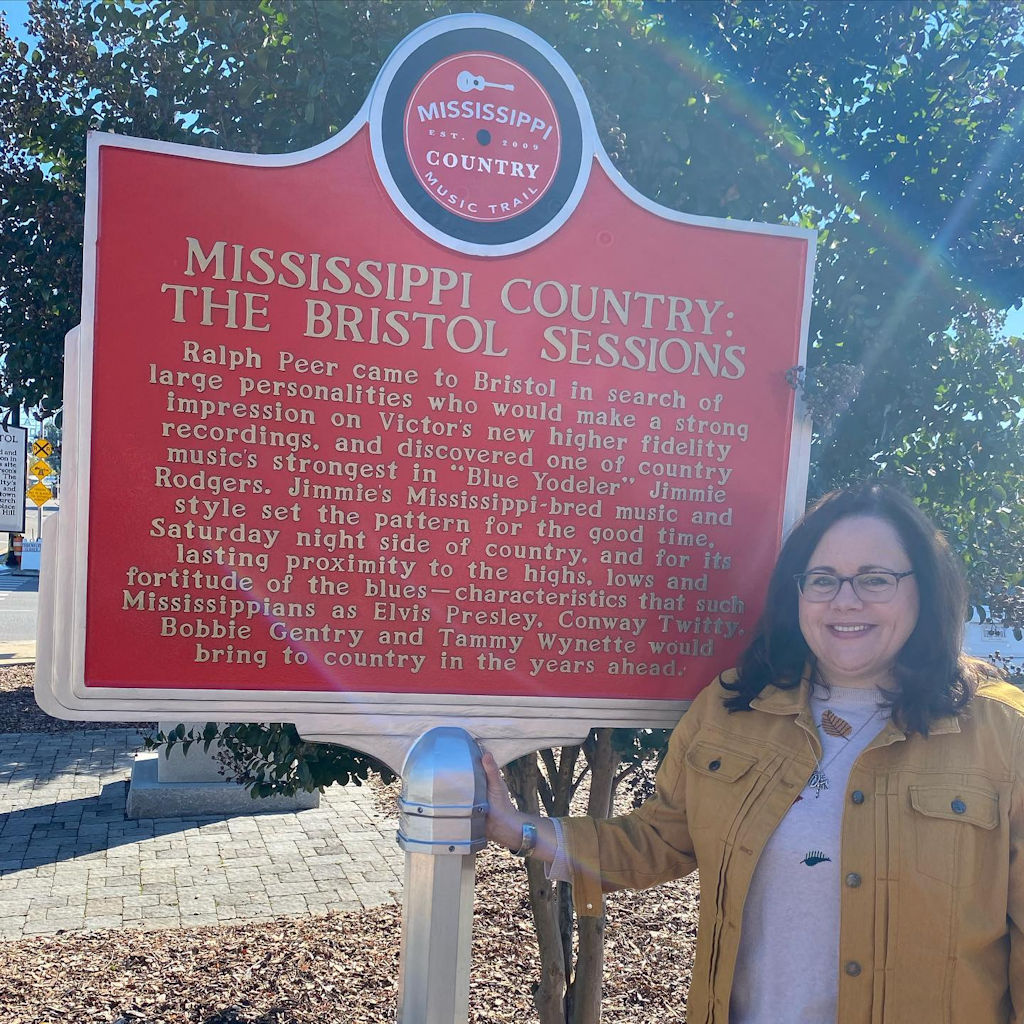 MISSISSIPPI
EST. 2009
COUNTRY
MUSIC TRAIL
MISSISSIPPI COUNTRY:
THE BRISTOL SESSIONS
Ralph Peer came to Bristol in search of
large personalities who would make a strong
impression on Victor's new higher fidelity
recordings, and discovered one of country
music's strongest in "Blue Yodeler" Jimmie
Rodgers. Jimmie's Mississippi-bred music and
style set the pattern for the good time,
Saturday night side of country, and for its
lasting proximity to the highs, lows and
fortitude of the blues—characteristics that such
Mississippians as Elvis Presley, Conway Twitty,
Bobbie Gentry and Tammy Wynette would
bring to country in the years ahead.